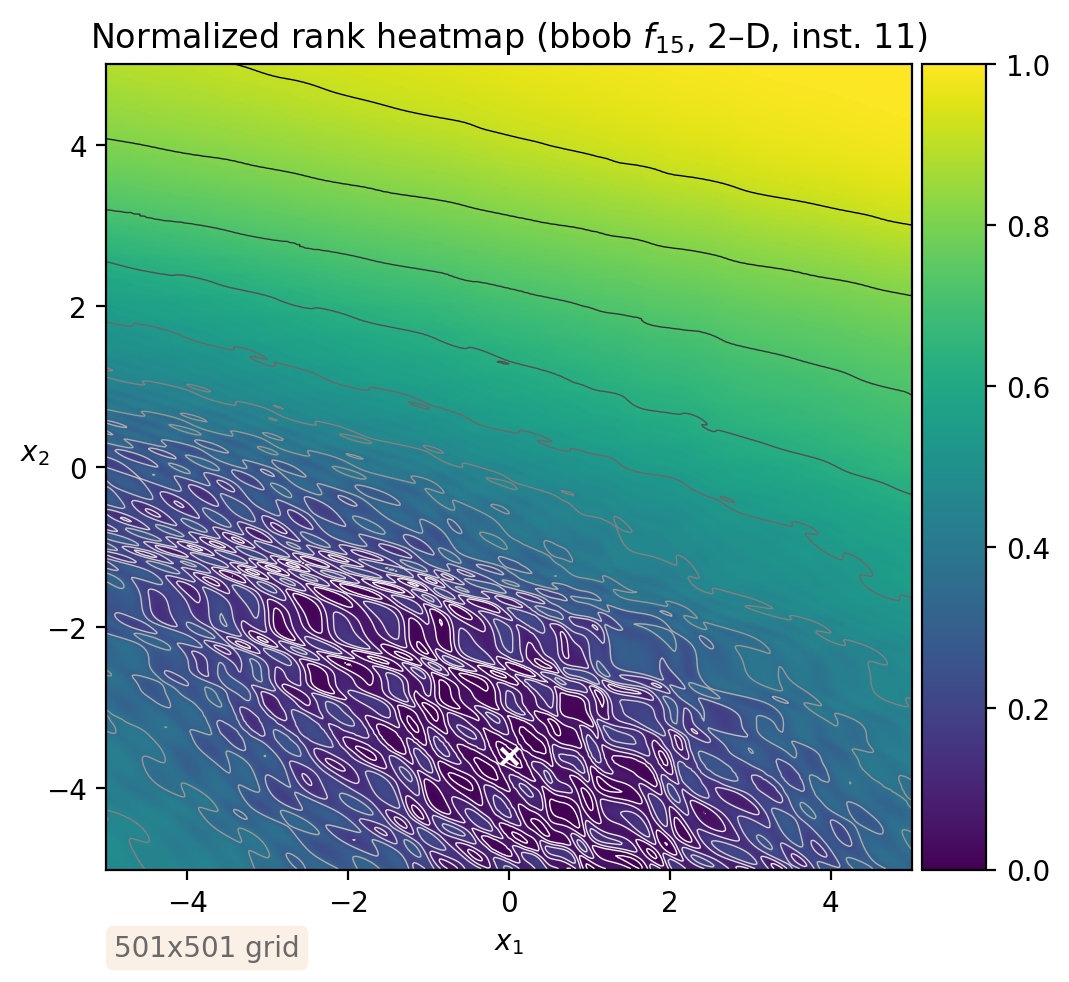 Normalized rank heatmap (bbob f₁₅, 2–D, inst. 11)
1.0
0.8
0.6
0.4
0.2
0.0
4
2
0
−2
−4
x₂
−4 −2 0 2 4
x₁
501x501 grid